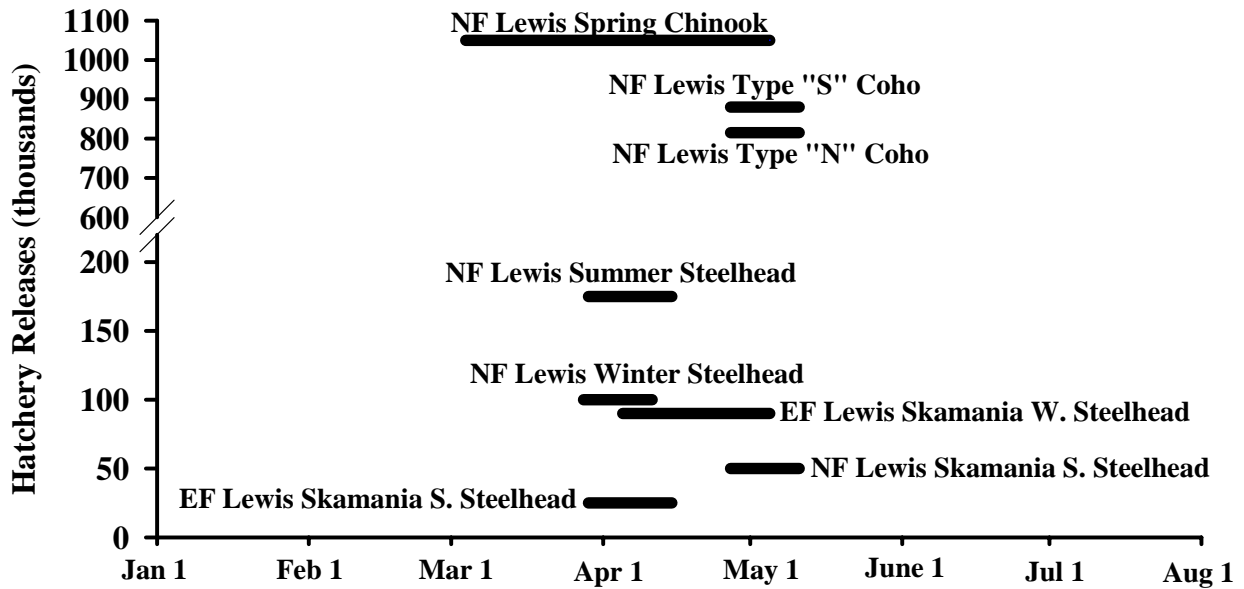 Hatchery Releases (thousands)
1100
1000
900
800
700
600
200
150
100
50
0
NF Lewis Spring Chinook
NF Lewis Type "S" Coho
NF Lewis Type "N" Coho
NF Lewis Summer Steelhead
NF Lewis Winter Steelhead
EF Lewis Skamania W. Steelhead
NF Lewis Skamania S. Steelhead
EF Lewis Skamania S. Steelhead
Jan 1 Feb 1 Mar 1 Apr 1 May 1 June 1 Jul 1 Aug 1